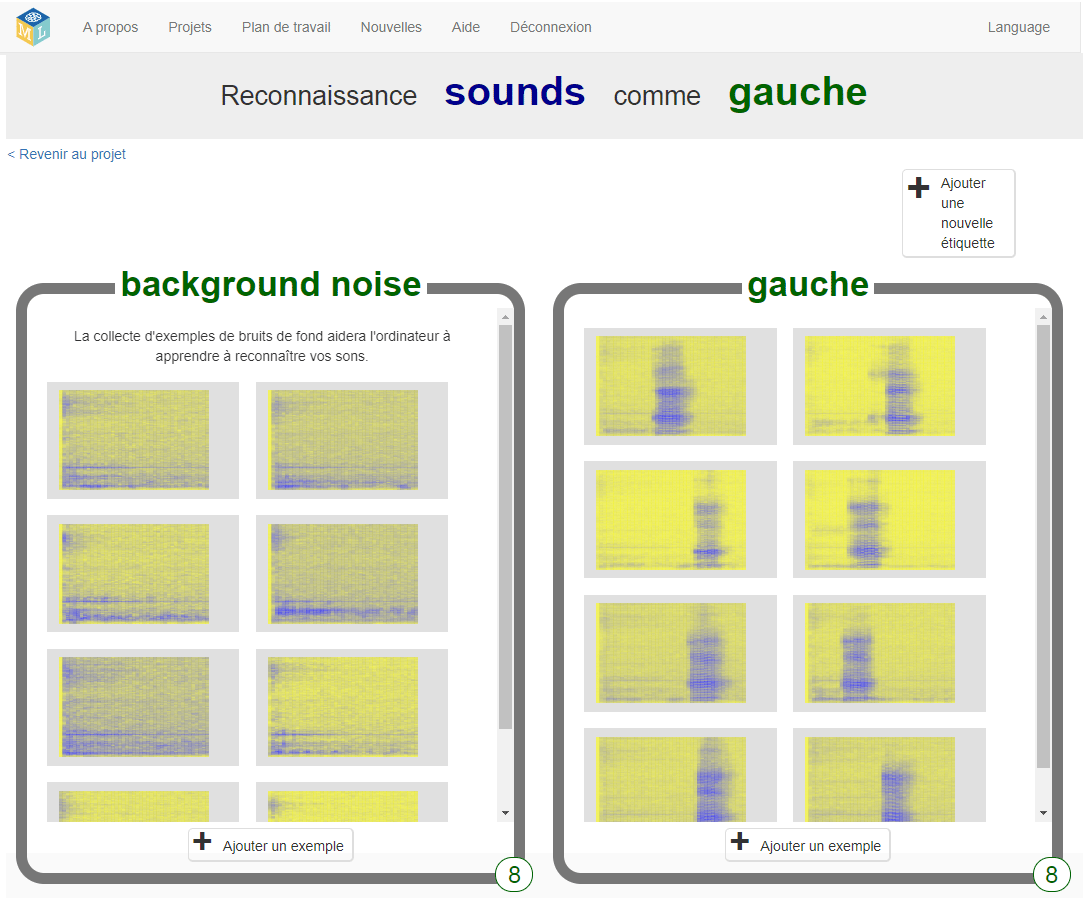 ML
A propos Projets Plan de travail Nouvelles Aide Déconnexion Language
Reconnaissance sounds comme gauche
< Revenir au projet
Ajouter
une
nouvelle
étiquette
background noise
La collecte d'exemples de bruits de fond aidera l'ordinateur à
apprendre à reconnaître vos sons.
Ajouter un exemple
8
gauche
Ajouter un exemple
8